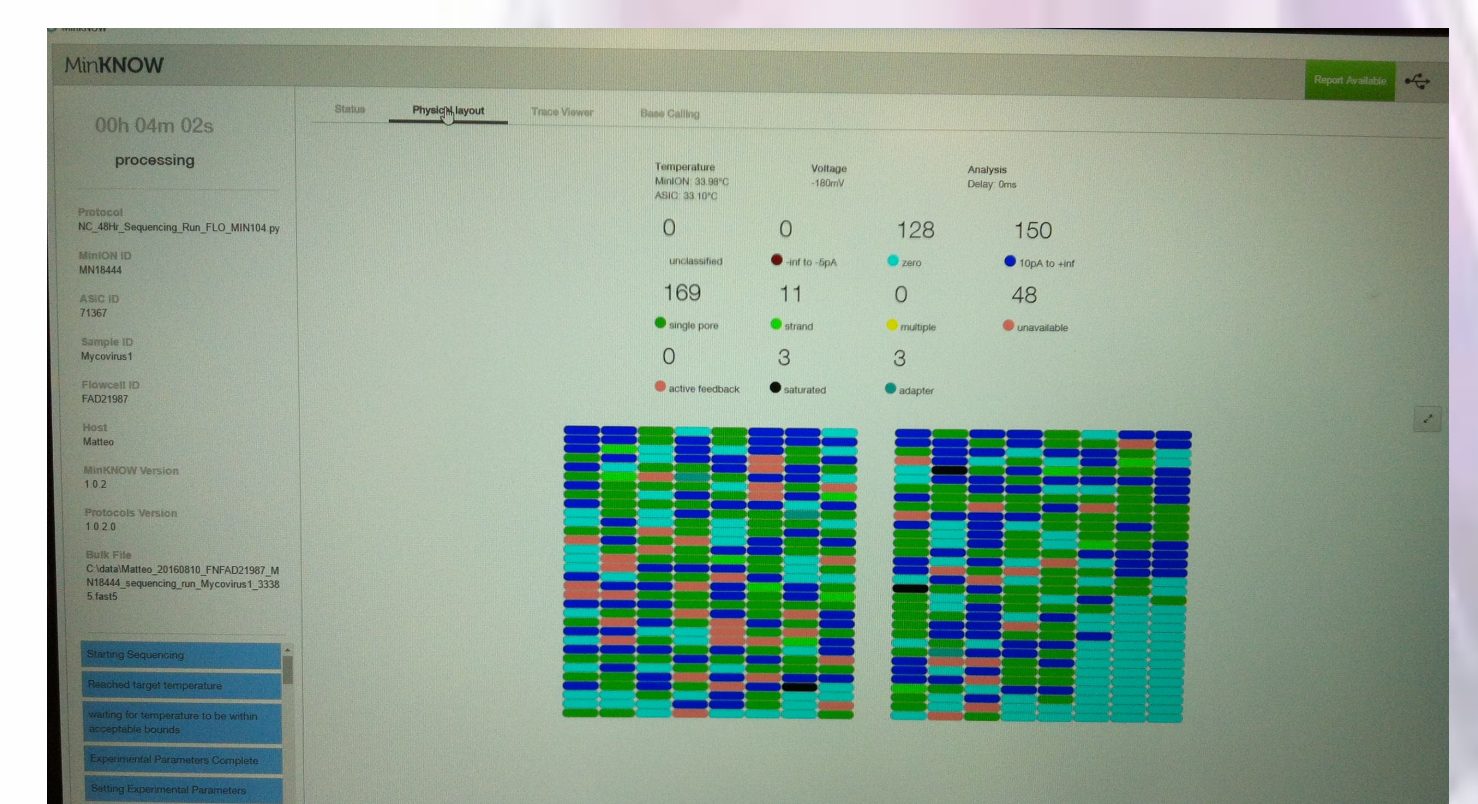 MinKNOW
MinKNOW
Report Available
00h 04m 02s
processing
Status
Physical layout
Trace Viewer
Base Calling
Protocol
NC_48Hr_Sequencing_Run_FLO_MIN104.py
MinION ID
MN18444
ASIC ID
71367
Sample ID
Mycovirus1
Flowcell ID
FAD21987
Host
Matteo
MinKNOW Version
1.0.2
Protocols Version
1.0.2.0
Bulk File
C:\data\Matteo_20160810_FNFAD21987_M
N18444_sequencing_run_Mycovirus1_3338
5.fast5
Starting Sequencing
Reached target temperature
waiting for temperature to be within
acceptable bounds
Experimental Parameters Complete
Setting Experimental Parameters
Temperature
MinION: 33.98°C
ASIC: 33.10°C
Voltage
-180mV
Analysis
Delay: 0ms
0
0
128
150
unclassified
-inf to -5pA
zero
10pA to +inf
169
11
0
48
single pore
strand
multiple
unavailable
0
3
3
active feedback
saturated
adapter